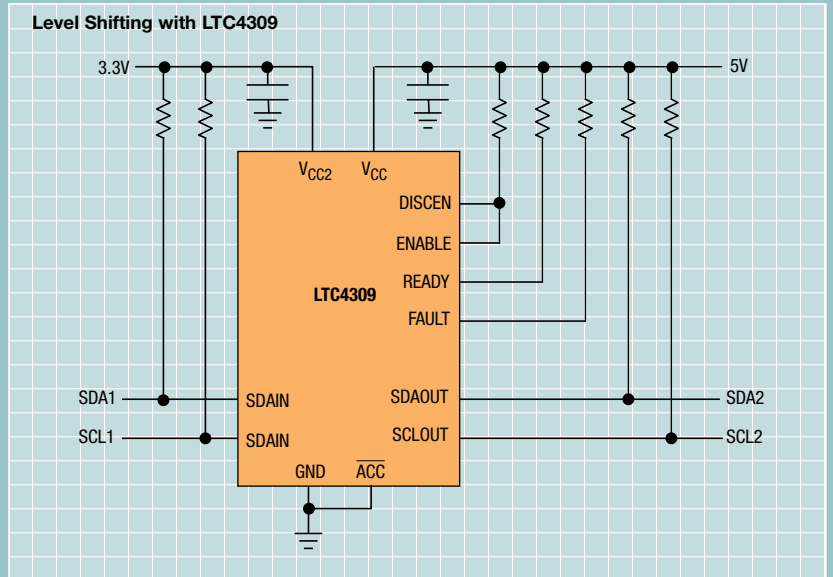 Level Shifting with LTC4309
3.3V
5V
VCC2
VCC
DISCEN
ENABLE
READY
LTC4309
FAULT
SDA1
SDAIN
SDAOUT
SDA2
SCL1
SDAIN
SCLOUT
SCL2
GND
ACC